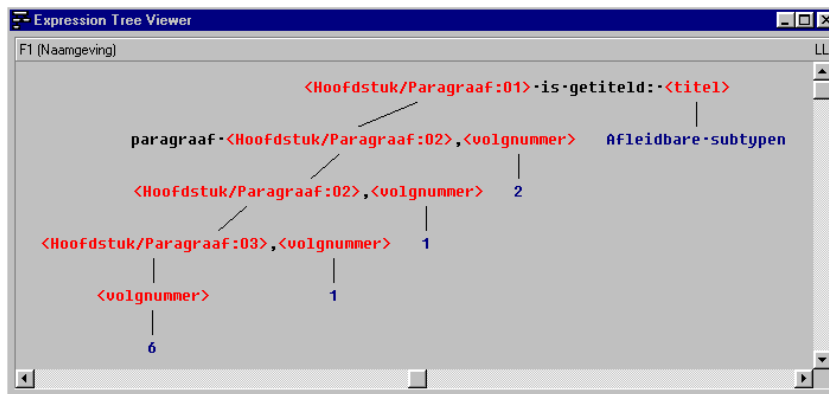 Expression Tree Viewer
F1 (Naamgeving) LL
<Hoofdstuk/Paragraaf:01>·is·getiteld:·<titel>
paragraaf·<Hoofdstuk/Paragraaf:02>,<volgnummer> Afleidbare·subtypen
<Hoofdstuk/Paragraaf:02>,<volgnummer> 2
<Hoofdstuk/Paragraaf:03>,<volgnummer> 1
<volgnummer> 1
6